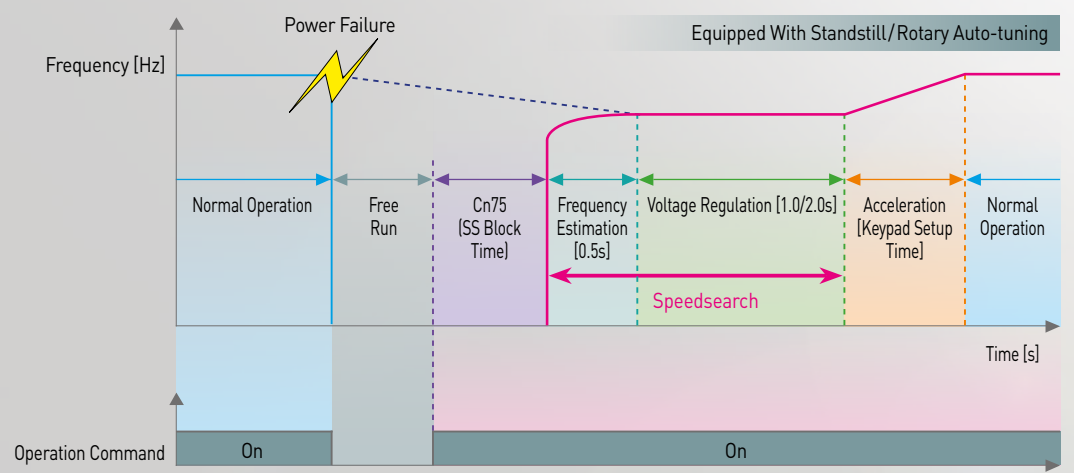 Power Failure
Equipped With Standstill/Rotary Auto-tuning
Frequency [Hz]
Normal Operation
Free
Run
Cn75
(SS Block
Time)
Frequency
Estimation
[0.5s]
Voltage Regulation [1.0/2.0s]
Acceleration
[Keypad Setup
Time]
Normal
Operation
Speedsearch
Time [s]
Operation Command
On
On